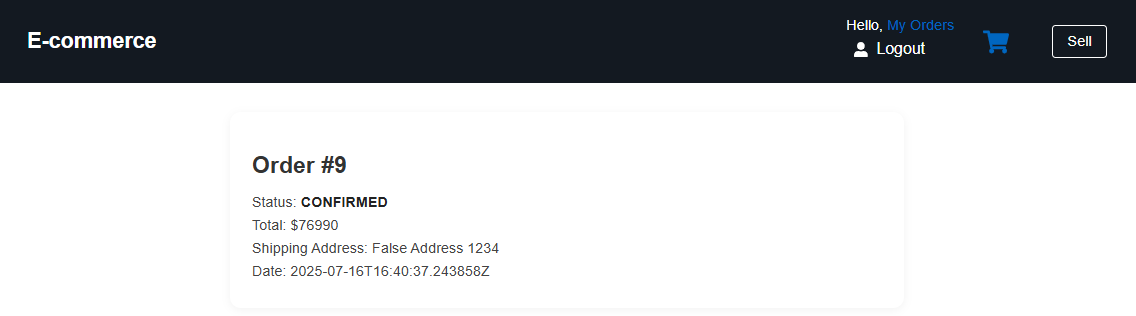 E-commerce
Hello, My Orders
Logout
Sell
Order #9
Status: CONFIRMED
Total: $76990
Shipping Address: False Address 1234
Date: 2025-07-16T16:40:37.243858Z